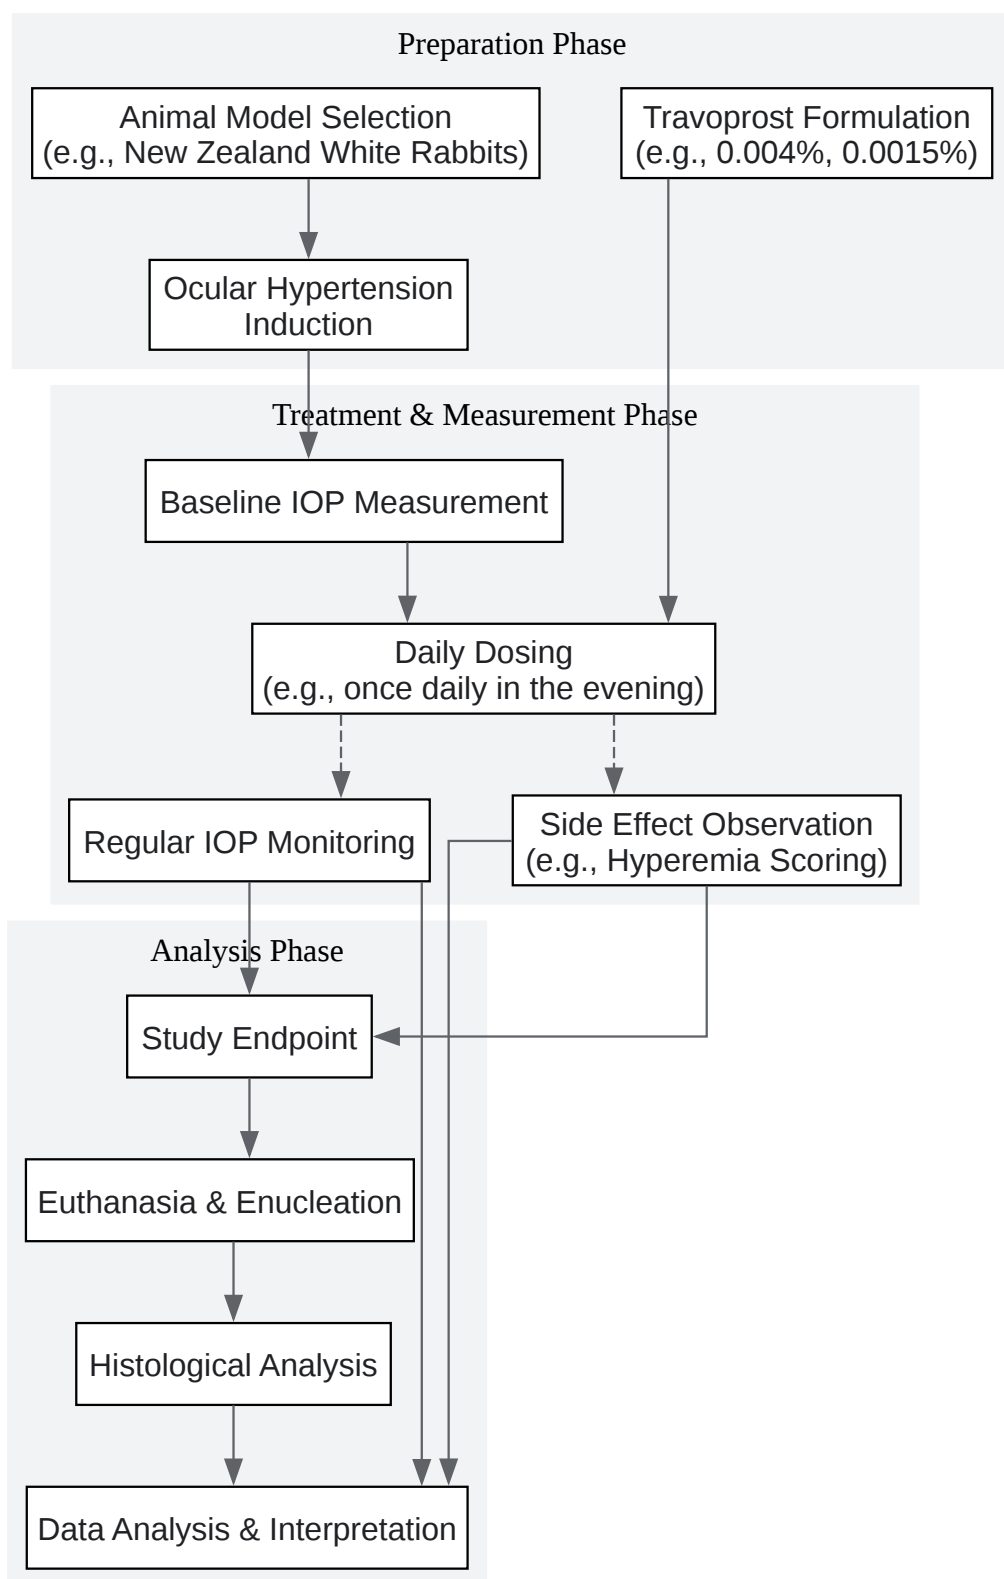 Preparation Phase
Animal Model Selection
(e.g., New Zealand White Rabbits)
Travoprost Formulation
(e.g., 0.004%, 0.0015%)
Ocular Hypertension
Induction
Treatment & Measurement Phase
Baseline IOP Measurement
Daily Dosing
(e.g., once daily in the evening)
Regular IOP Monitoring
Side Effect Observation
(e.g., Hyperemia Scoring)
Analysis Phase
Study Endpoint
Euthanasia & Enucleation
Histological Analysis
Data Analysis & Interpretation